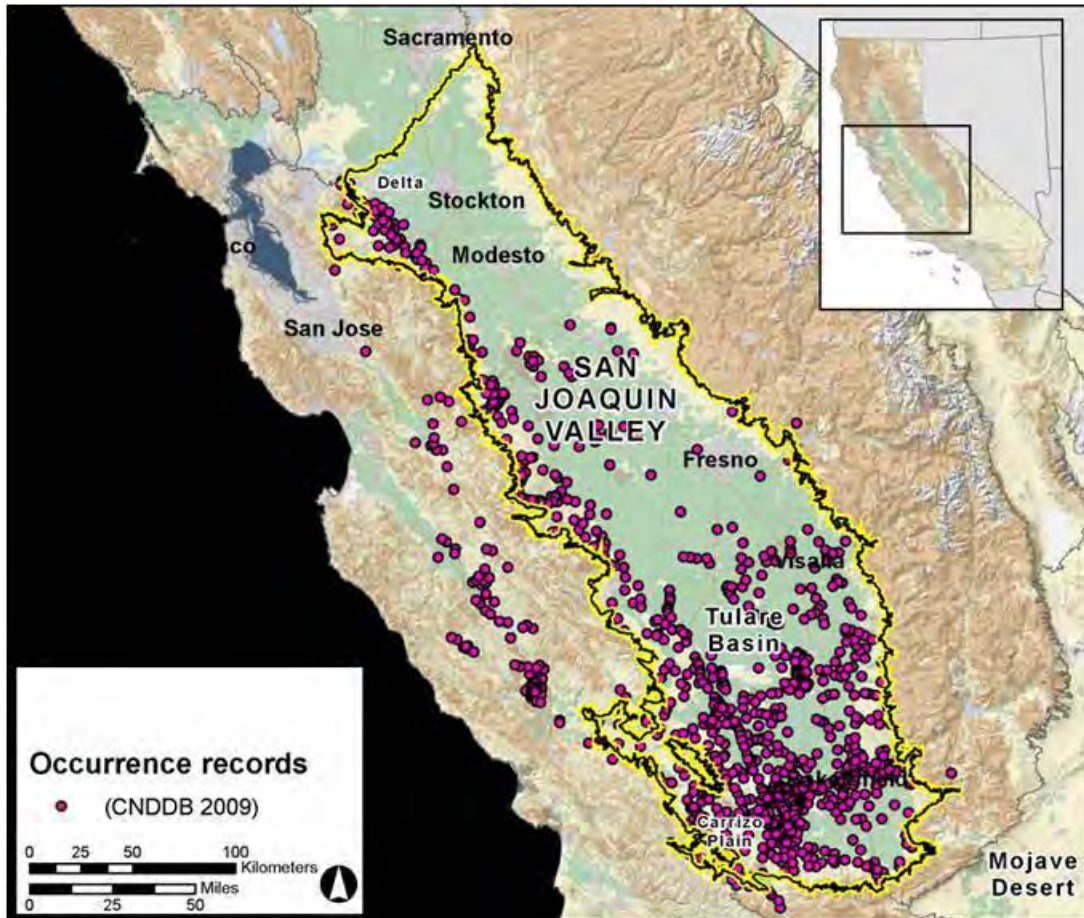 Sacramento
Delta
Stockton
co
Modesto
San Jose
SAN
JOAQUIN
VALLEY
Fresno
Visalia
Tulare
Basin
Carrizo
Plain
Mojave
Desert
Occurrence records
(CNDDB 2009)
0 25 50 100
Kilometers
Miles
0 25 50